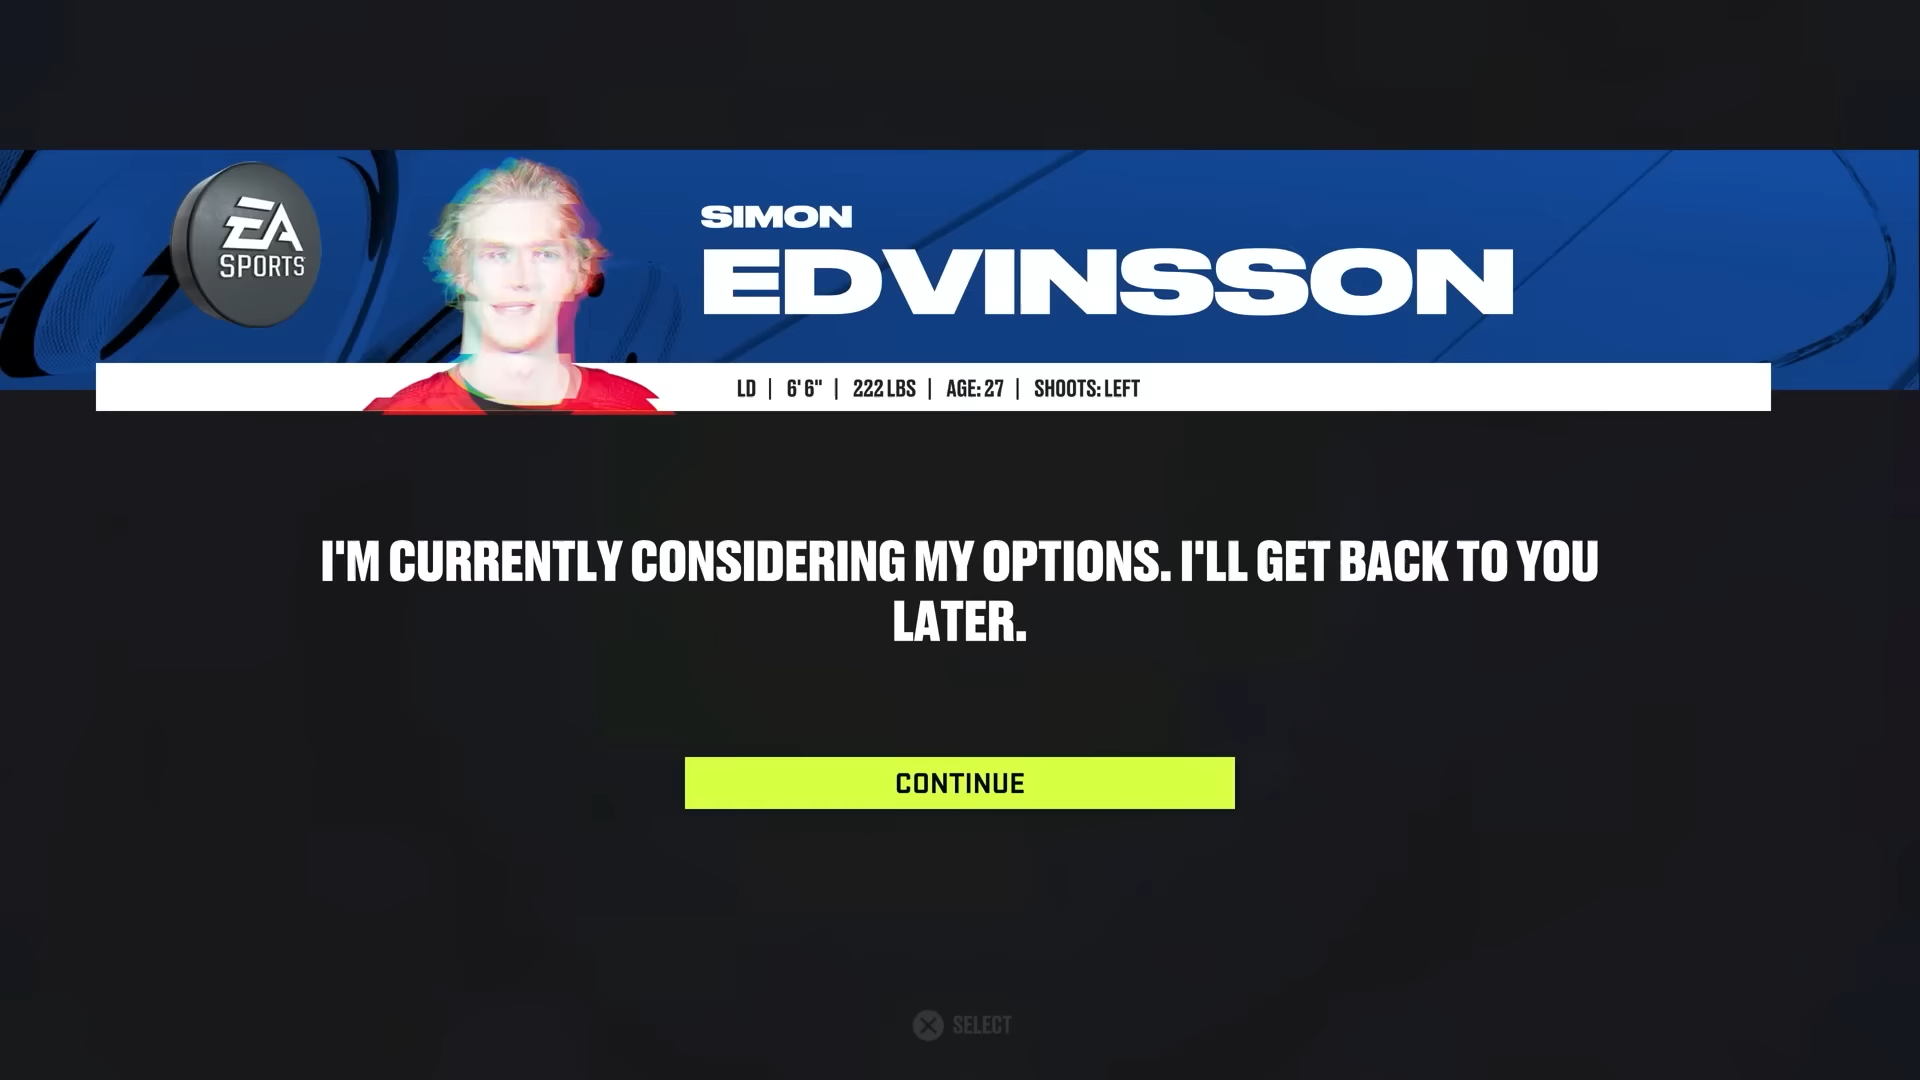 EA
SPORTS
SIMON
EDVINSSON
LD | 6' 6" | 222 LBS | AGE: 27 | SHOOTS: LEFT
I'M CURRENTLY CONSIDERING MY OPTIONS. I'LL GET BACK TO YOU
LATER.
CONTINUE
SELECT